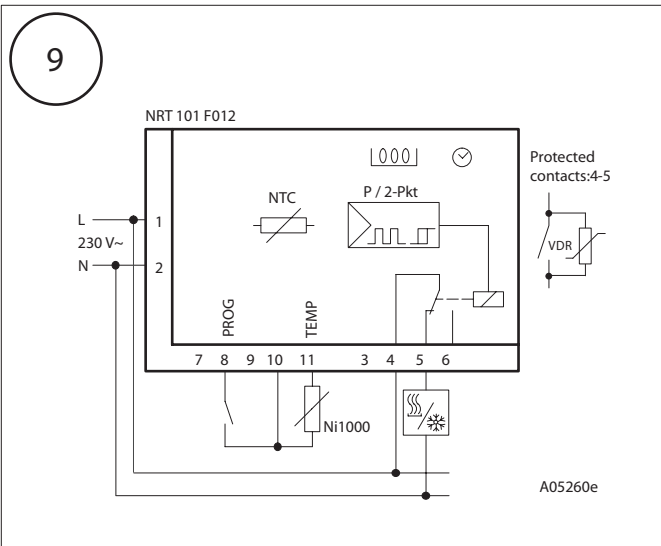 9
NRT 101 F012
Protected
contacts:4-5
NTC
P / 2-Pkt
L
1
230 V~
VDR
N
2
PROG
TEMP
7 8 9 10 11 3 4 5 6
Ni1000
A05260e